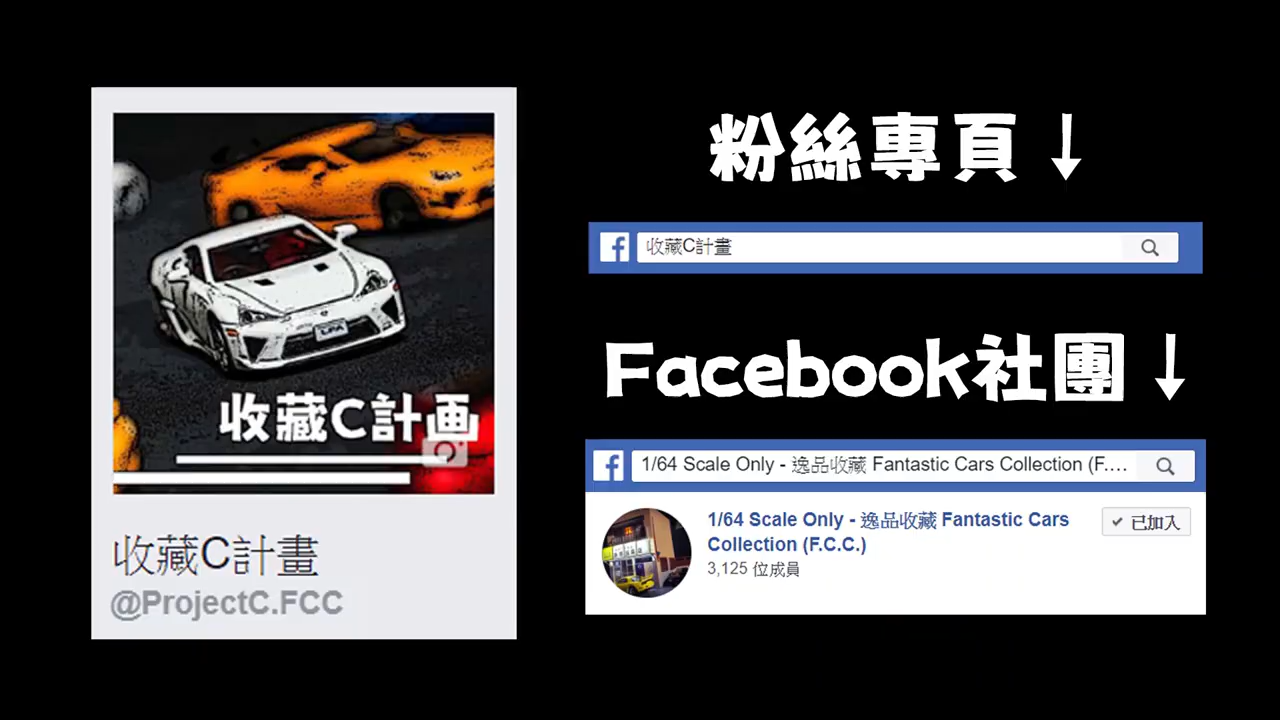 收藏C計画
收藏C計畫
@ProjectC.FCC
粉絲專頁↓
收藏C計畫
Facebook社團↓
1/64 Scale Only - 逸品收藏 Fantastic Cars Collection (F.…
1/64 Scale Only - 逸品收藏 Fantastic Cars
Collection (F.C.C.)
3,125 位成員
✓ 已加入